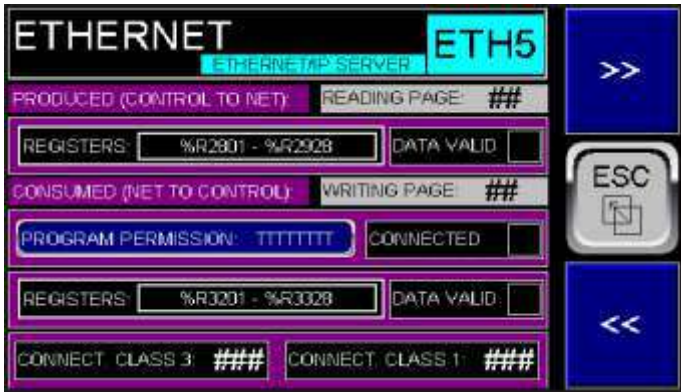 ETHERNET
ETHERNET/IP SERVER
ETH5
>>
PRODUCED (CONTROL TO NET):
READING PAGE: ##
REGISTERS: %R2801 - %R2928
DATA VALID
ESC
CONSUMED (NET TO CONTROL):
WRITING PAGE: ##
PROGRAM PERMISSION: TTTTTTTT
CONNECTED
REGISTERS: %R3201 - %R3328
DATA VALID
<<
CONNECT. CLASS 3: ###
CONNECT. CLASS 1: ###